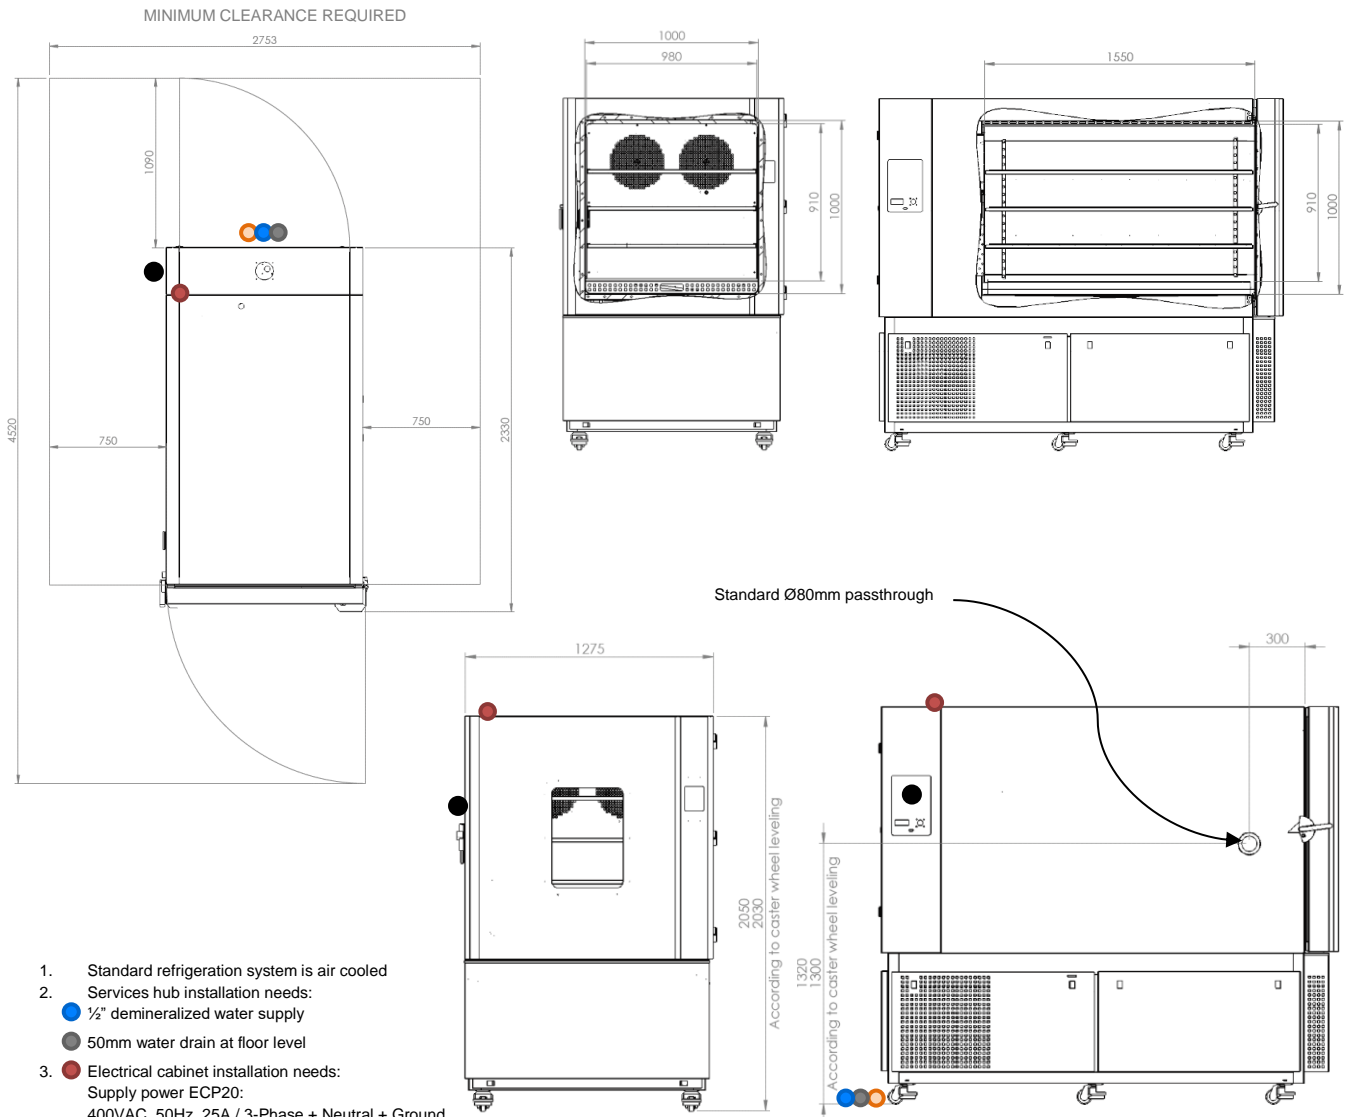 MINIMUM CLEARANCE REQUIRED
2753
1090
4520
750
750
2330
1000
980
910
1000
1550
910
1000
Standard Ø80mm passthrough
1275
2050
2030
According to caster wheel leveling
300
1320
1300
According to caster wheel leveling
1. Standard refrigeration system is air cooled
2. Services hub installation needs:
½" demineralized water supply
50mm water drain at floor level
3. Electrical cabinet installation needs:
Supply power ECP20:
400VAC, 50Hz, 25A / 3-Phase + Neutral + Ground